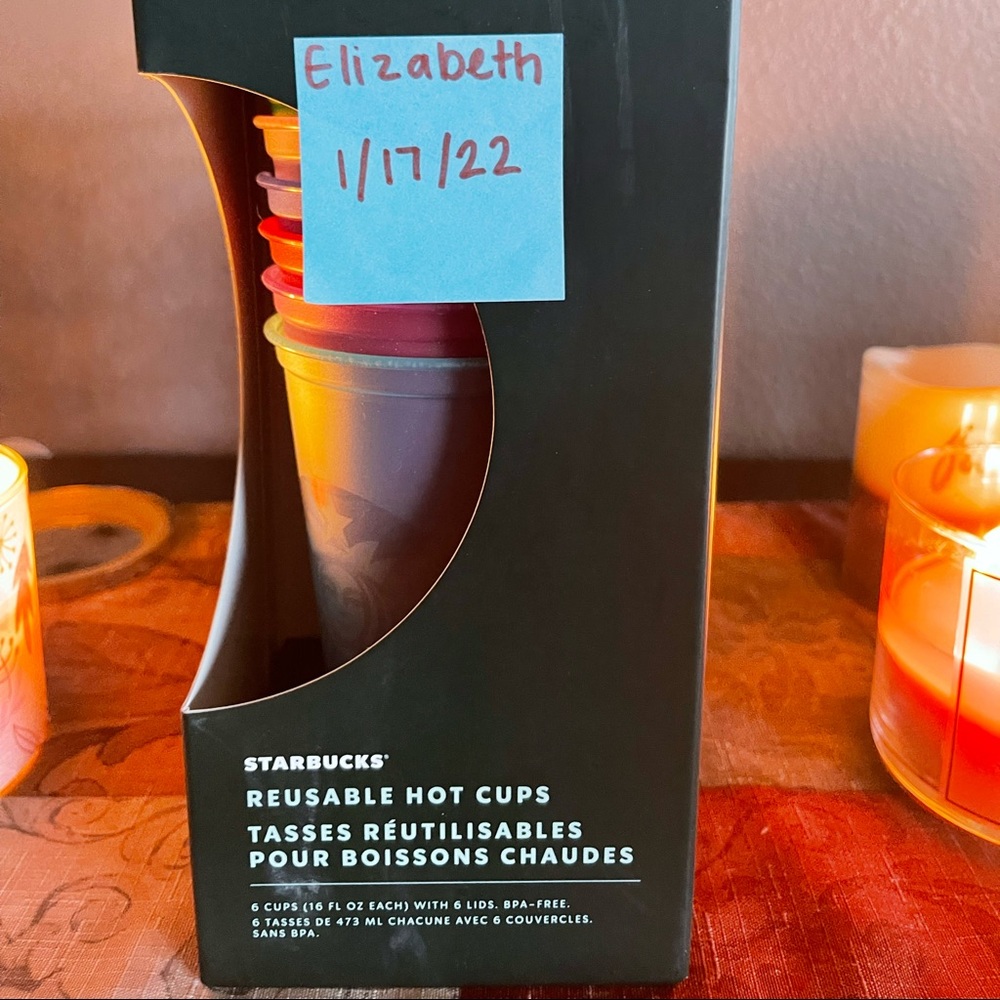 Elizabeth
1/17/22
STARBUCKS®
REUSABLE HOT CUPS
TASSES RÉUTILISABLES
POUR BOISSONS CHAUDES
6 CUPS (16 FL OZ EACH) WITH 6 LIDS. BPA-FREE.
6 TASSES DE 473 ML CHACUNE AVEC 6 COUVERCLES.
SANS BPA.